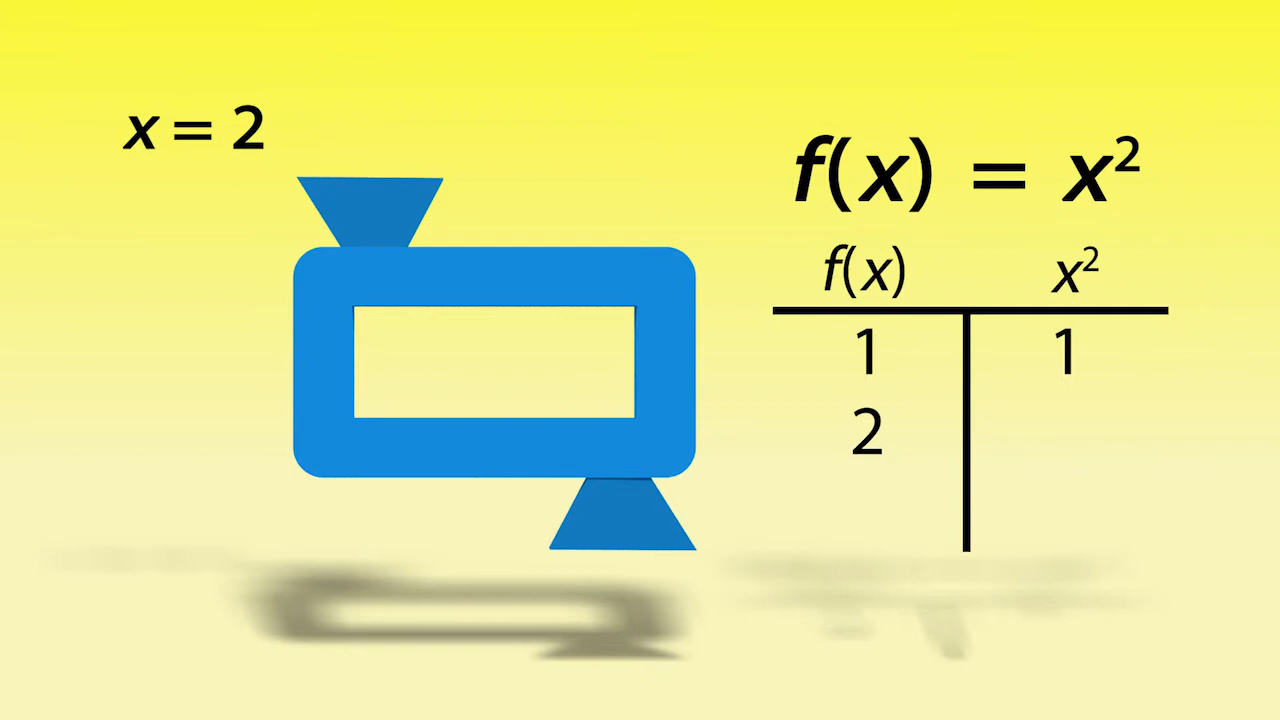 x = 2
f(x) = x²
f(x) x²
1 1
2